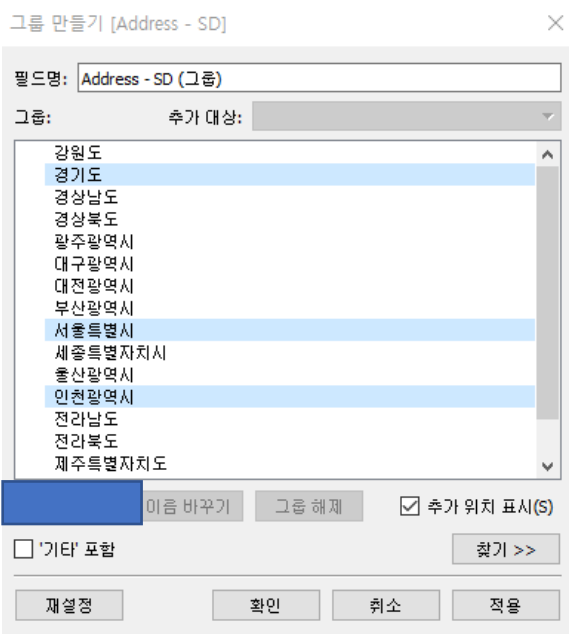 그룹 만들기 [Address - SD]
필드명: Address - SD (그룹)
그룹: 추가 대상:
강원도
경기도
경상남도
경상북도
광주광역시
대구광역시
대전광역시
부산광역시
서울특별시
세종특별자치시
울산광역시
인천광역시
전라남도
전라북도
제주특별자치도
이름 바꾸기 그룹 해제 추가 위치 표시(S)
'기타' 포함 찾기 >>
재설정 확인 취소 적용